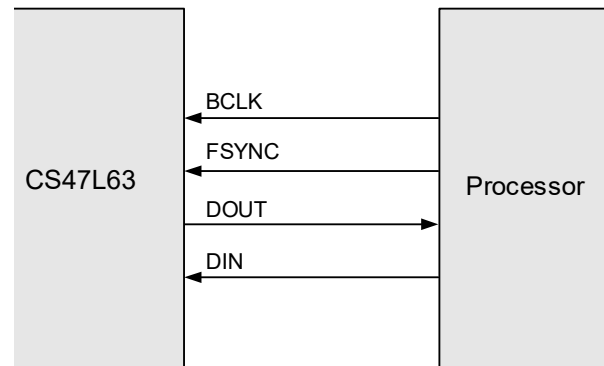 BCLK
FSYNC
CS47L63
Processor
DOUT
DIN